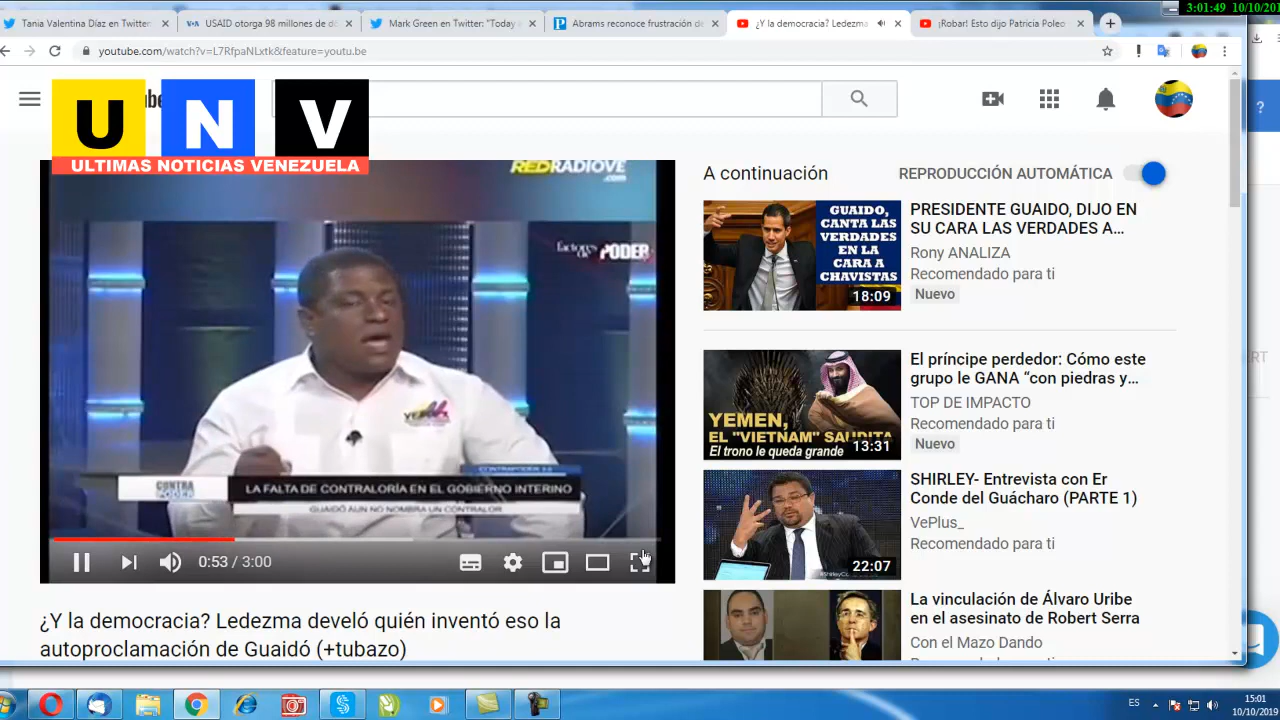 3:01:49 10/10/201
Tania Valentina Díaz en Twitter
USAID otorga 98 millones de dó
Mark Green en Twitter: "Today
Abrams reconoce frustración de
¿Y la democracia? Ledezma
¡Robar! Esto dijo Patricia Poleo
youtube.com/watch?v=L7RfpaNLxtk&feature=youtu.be
U N V
ULTIMAS NOTICIAS VENEZUELA
REDRADIOVE
.com
factores de PODER
YEPAL
CONTRAPODER 3.0
CONTRA
PODER
LA FALTA DE CONTRALORÍA EN EL GOBIERNO INTERINO
GUAIDÓ AUN NO NOMBRA UN CONTRALOR
0:53 / 3:00
¿Y la democracia? Ledezma develó quién inventó eso la
autoproclamación de Guaidó (+tubazo)
A continuación
REPRODUCCIÓN AUTOMÁTICA
GUAIDO,
CANTA LAS
VERDADES
EN LA
CARA A
CHAVISTAS
18:09
PRESIDENTE GUAIDO, DIJO EN
SU CARA LAS VERDADES A...
Rony ANALIZA
Recomendado para ti
Nuevo
YEMEN,
EL "VIETNAM" SAUDITA
El trono le queda grande
13:31
El príncipe perdedor: Cómo este
grupo le GANA “con piedras y...
TOP DE IMPACTO
Recomendado para ti
Nuevo
22:07
SHIRLEY- Entrevista con Er
Conde del Guácharo (PARTE 1)
VePlus_
Recomendado para ti
La vinculación de Álvaro Uribe
en el asesinato de Robert Serra
Con el Mazo Dando
ES
15:01
10/10/2019